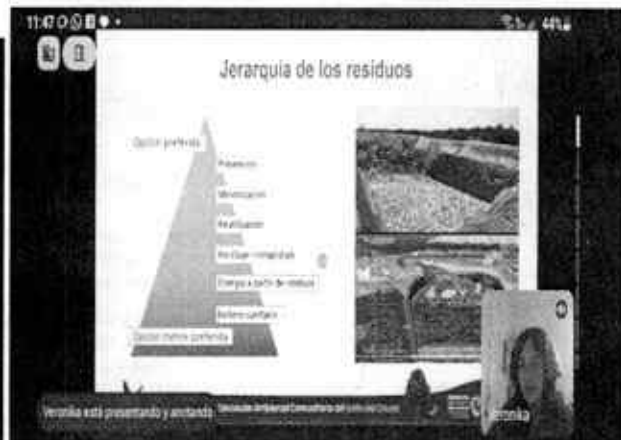 11:47
44%
Jerarquía de los residuos
Opción preferida
Prevención
Minimización
Reutilización
Reciclaje
Energía a partir de residuos
Relleno sanitario
Opción menos preferida
Veronika está presentando y anotando
Veronika